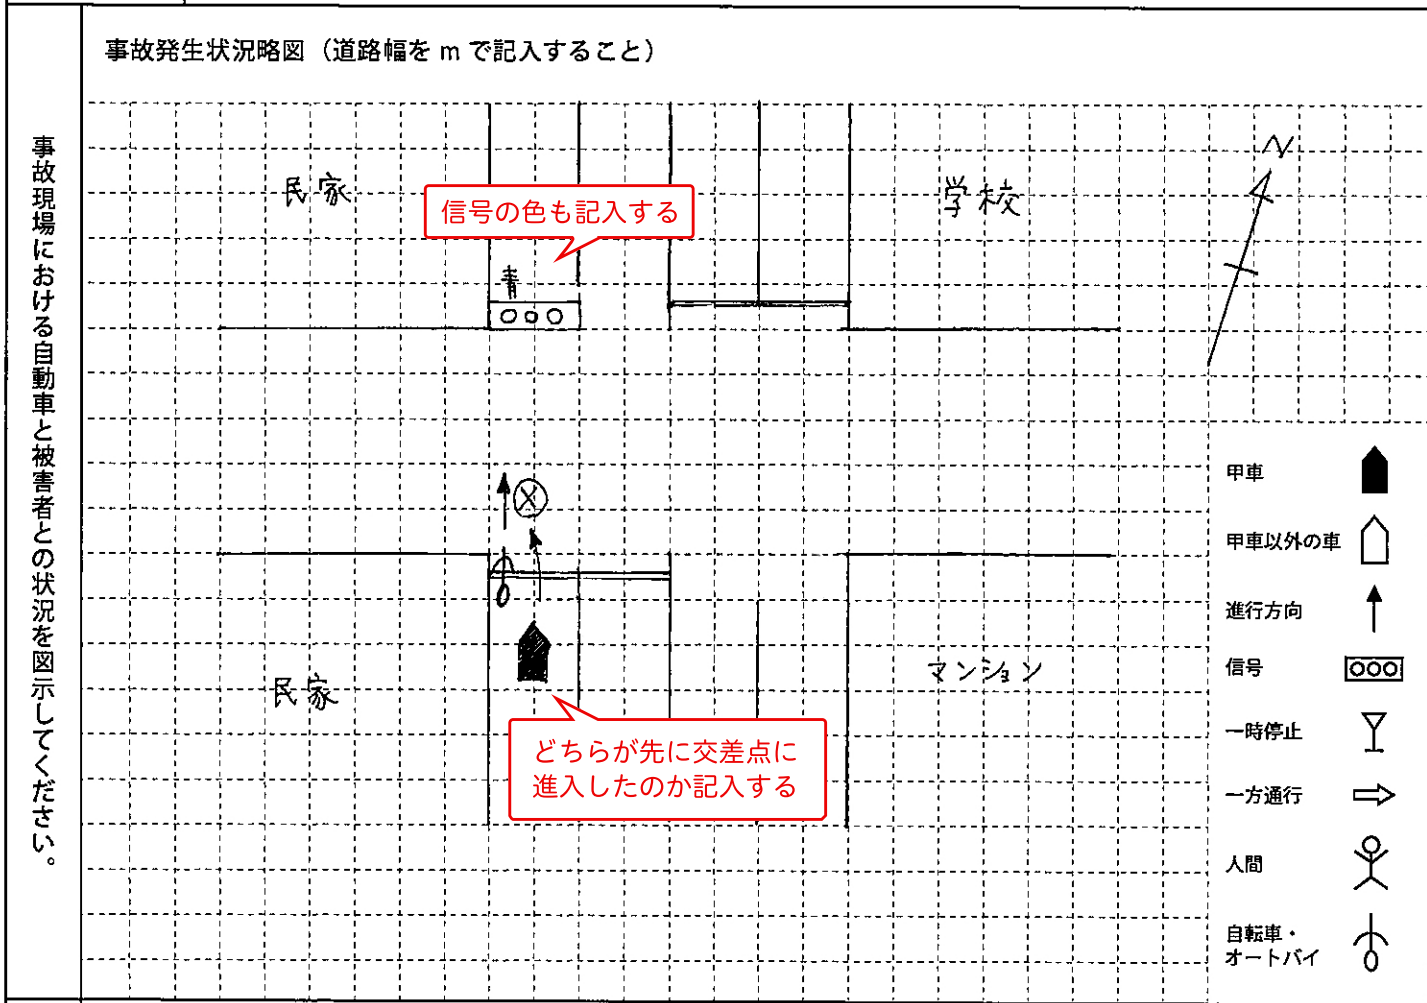 事故発生状況略図（道路幅を m で記入すること）
事故現場における自動車と被害者との状況を図示してください。
民家
信号の色も記入する
学校
N
青
甲車
甲車以外の車
進行方向
信号
一時停止
一方通行
人間
自転車・
オートバイ
民家
マンション
どちらが先に交差点に
進入したのか記入する